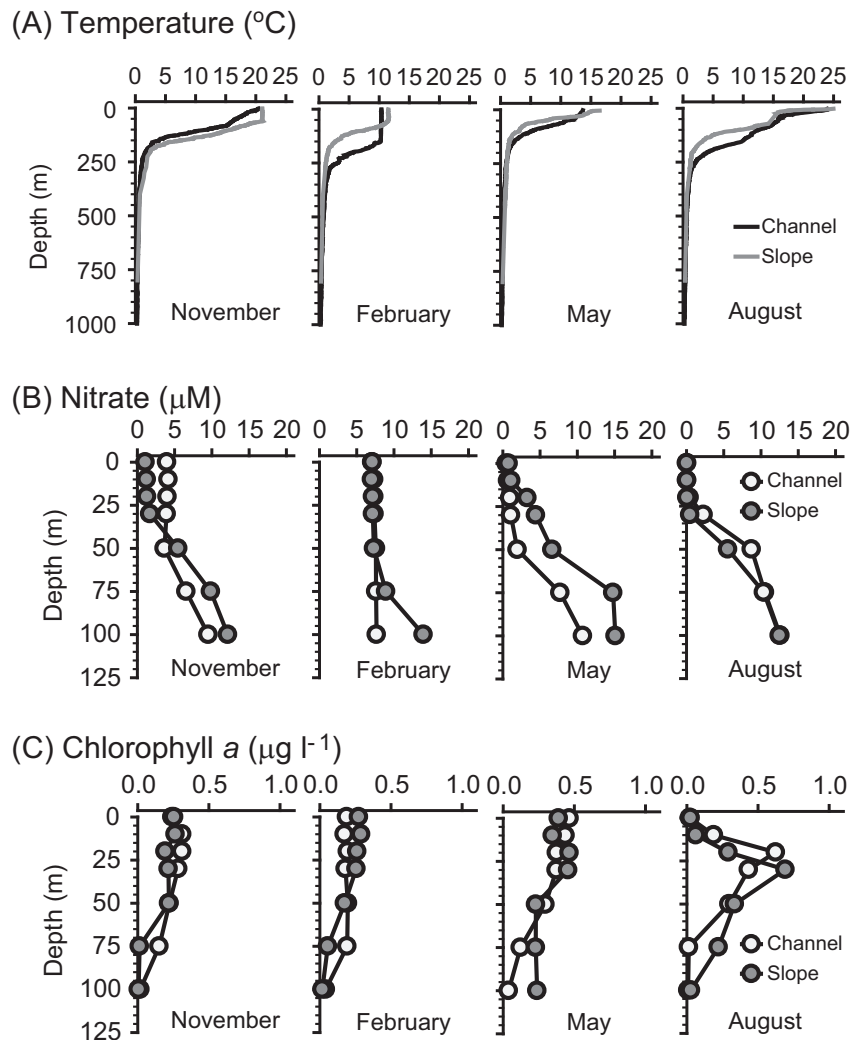 (A) Temperature (°C)
0 5 10 15 20 25 0 5 10 15 20 25 0 5 10 15 20 25 0 5 10 15 20 25
0
250
500
750
1000
Depth (m)
Channel
Slope
November February May August
(B) Nitrate (μM)
0 5 10 15 20 0 5 10 15 20 0 5 10 15 20 0 5 10 15 20
0
25
50
75
100
125
Depth (m)
Channel
Slope
November February May August
(C) Chlorophyll a (μg l-1)
0.0 0.5 1.0 0.0 0.5 1.0 0.0 0.5 1.0 0.0 0.5 1.0
0
25
50
75
100
125
Depth (m)
Channel
Slope
November February May August